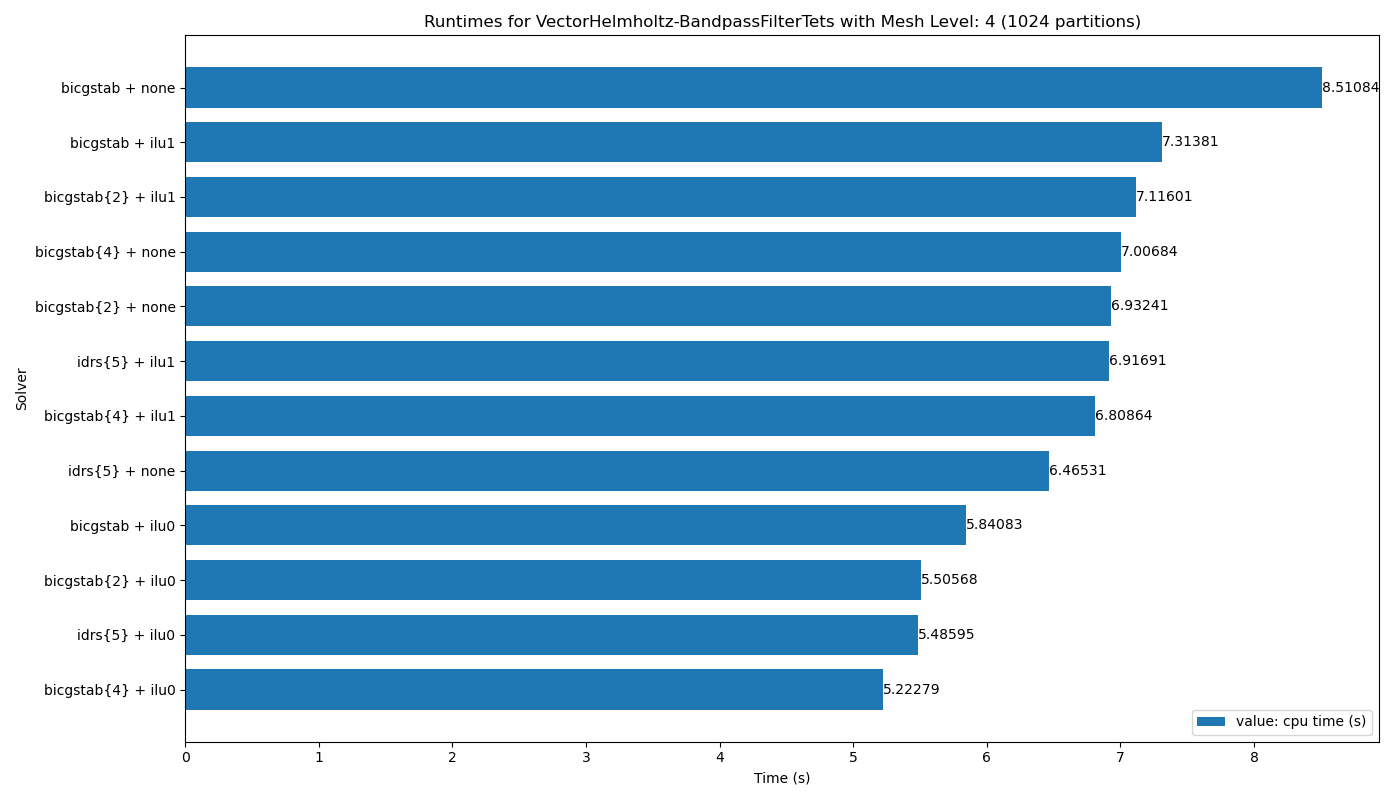 Runtimes for VectorHelmholtz-BandpassFilterTets with Mesh Level: 4 (1024 partitions)
bicgstab + none
8.51084
bicgstab + ilu1
7.31381
bicgstab{2} + ilu1
7.11601
bicgstab{4} + none
7.00684
bicgstab{2} + none
6.93241
idrs{5} + ilu1
6.91691
bicgstab{4} + ilu1
6.80864
idrs{5} + none
6.46531
bicgstab + ilu0
5.84083
bicgstab{2} + ilu0
5.50568
idrs{5} + ilu0
5.48595
bicgstab{4} + ilu0
5.22279
Solver
value: cpu time (s)
0 1 2 3 4 5 6 7 8
Time (s)